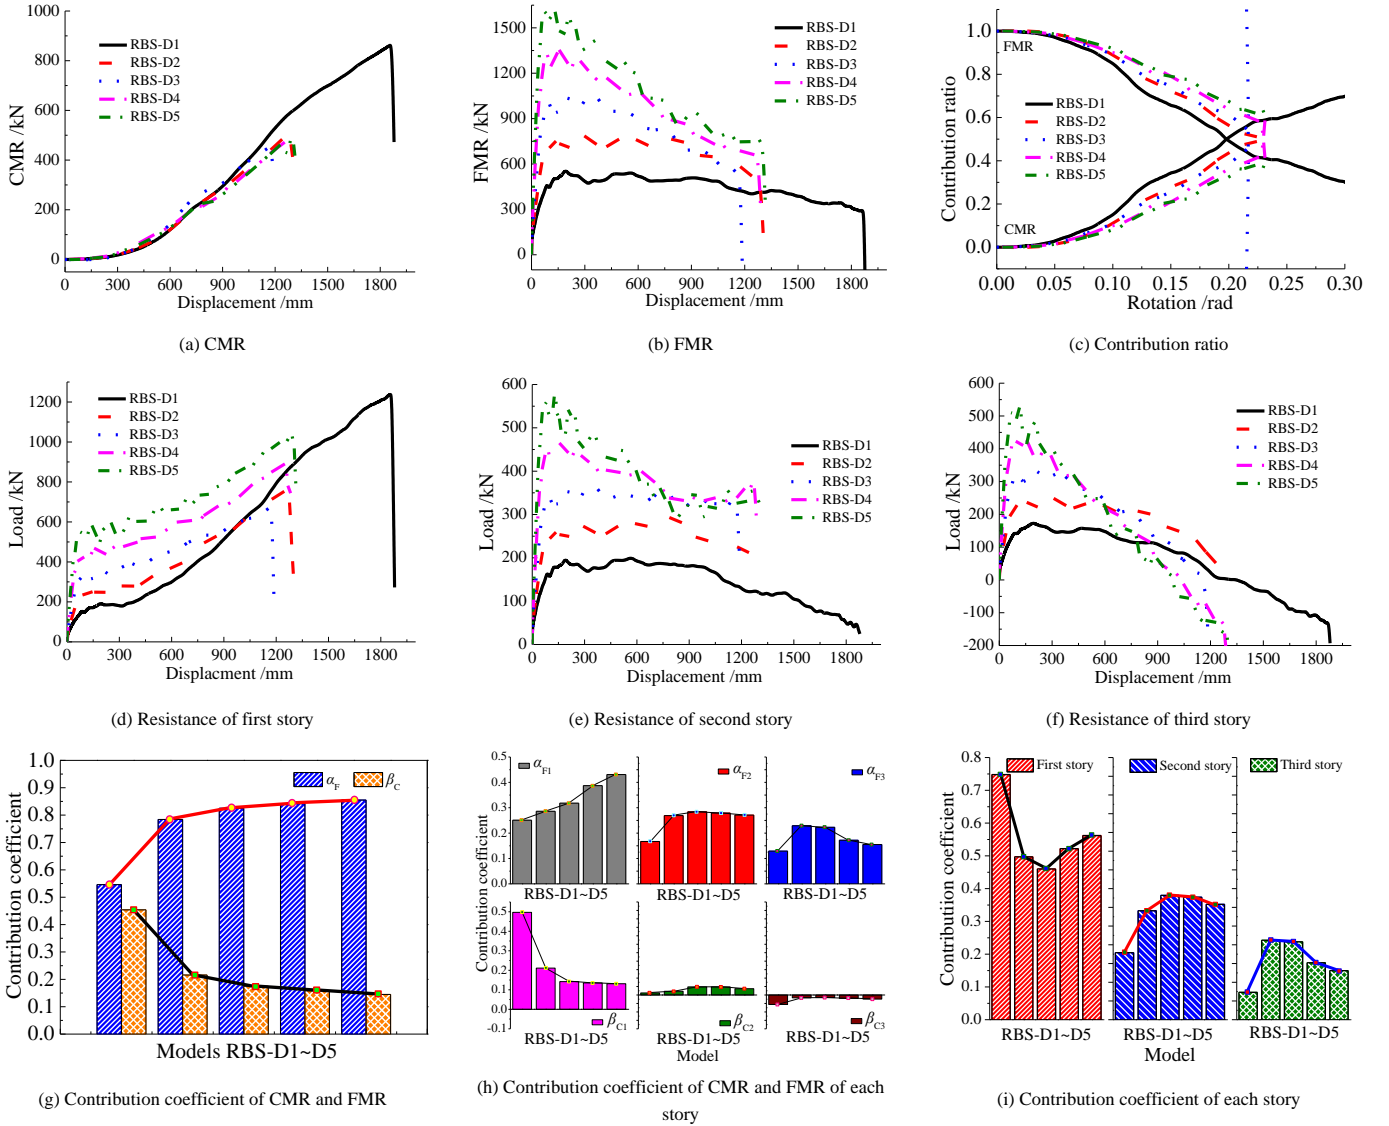 1000
800
600
400
200
0
CMR /kN
RBS-D1
RBS-D2
RBS-D3
RBS-D4
RBS-D5
0 300 600 900 1200 1500 1800
Displacement /mm
(a) CMR
1500
1200
900
600
300
0
FMR /kN
RBS-D1
RBS-D2
RBS-D3
RBS-D4
RBS-D5
0 300 600 900 1200 1500 1800
Displacement /mm
(b) FMR
1.0
0.8
0.6
0.4
0.2
0.0
Contribution ratio
FMR
RBS-D1
RBS-D2
RBS-D3
RBS-D4
RBS-D5
CMR
0.00 0.05 0.10 0.15 0.20 0.25 0.30
Rotation /rad
(c) Contribution ratio
1200
1000
800
600
400
200
0
Load /kN
RBS-D1
RBS-D2
RBS-D3
RBS-D4
RBS-D5
0 300 600 900 1200 1500 1800
Displacment /mm
(d) Resistance of first story
600
500
400
300
200
100
0
Load /kN
RBS-D1
RBS-D2
RBS-D3
RBS-D4
RBS-D5
0 300 600 900 1200 1500 1800
Displacement /mm
(e) Resistance of second story
600
500
400
300
200
100
0
-100
-200
Load /kN
RBS-D1
RBS-D2
RBS-D3
RBS-D4
RBS-D5
0 300 600 900 1200 1500 1800
Displacement /mm
(f) Resistance of third story
1.0
0.9
0.8
0.7
0.6
0.5
0.4
0.3
0.2
0.1
0.0
Contribution coefficient
αF βC
Models RBS-D1~D5
(g) Contribution coefficient of CMR and FMR
0.5
0.4
0.3
0.2
0.1
0.0
αF1
αF2
αF3
RBS-D1~D5 RBS-D1~D5 RBS-D1~D5
Contribution coefficient
0.5
0.4
0.3
0.2
0.1
0.0
-0.1
βC1
βC2
βC3
RBS-D1~D5 RBS-D1~D5 RBS-D1~D5
Model
(h) Contribution coefficient of CMR and FMR of each
story
0.8
0.7
0.6
0.5
0.4
0.3
0.2
0.1
0.0
Contribution coefficient
First story
Second story
Third story
RBS-D1~D5 RBS-D1~D5 RBS-D1~D5
Model
(i) Contribution coefficient of each story